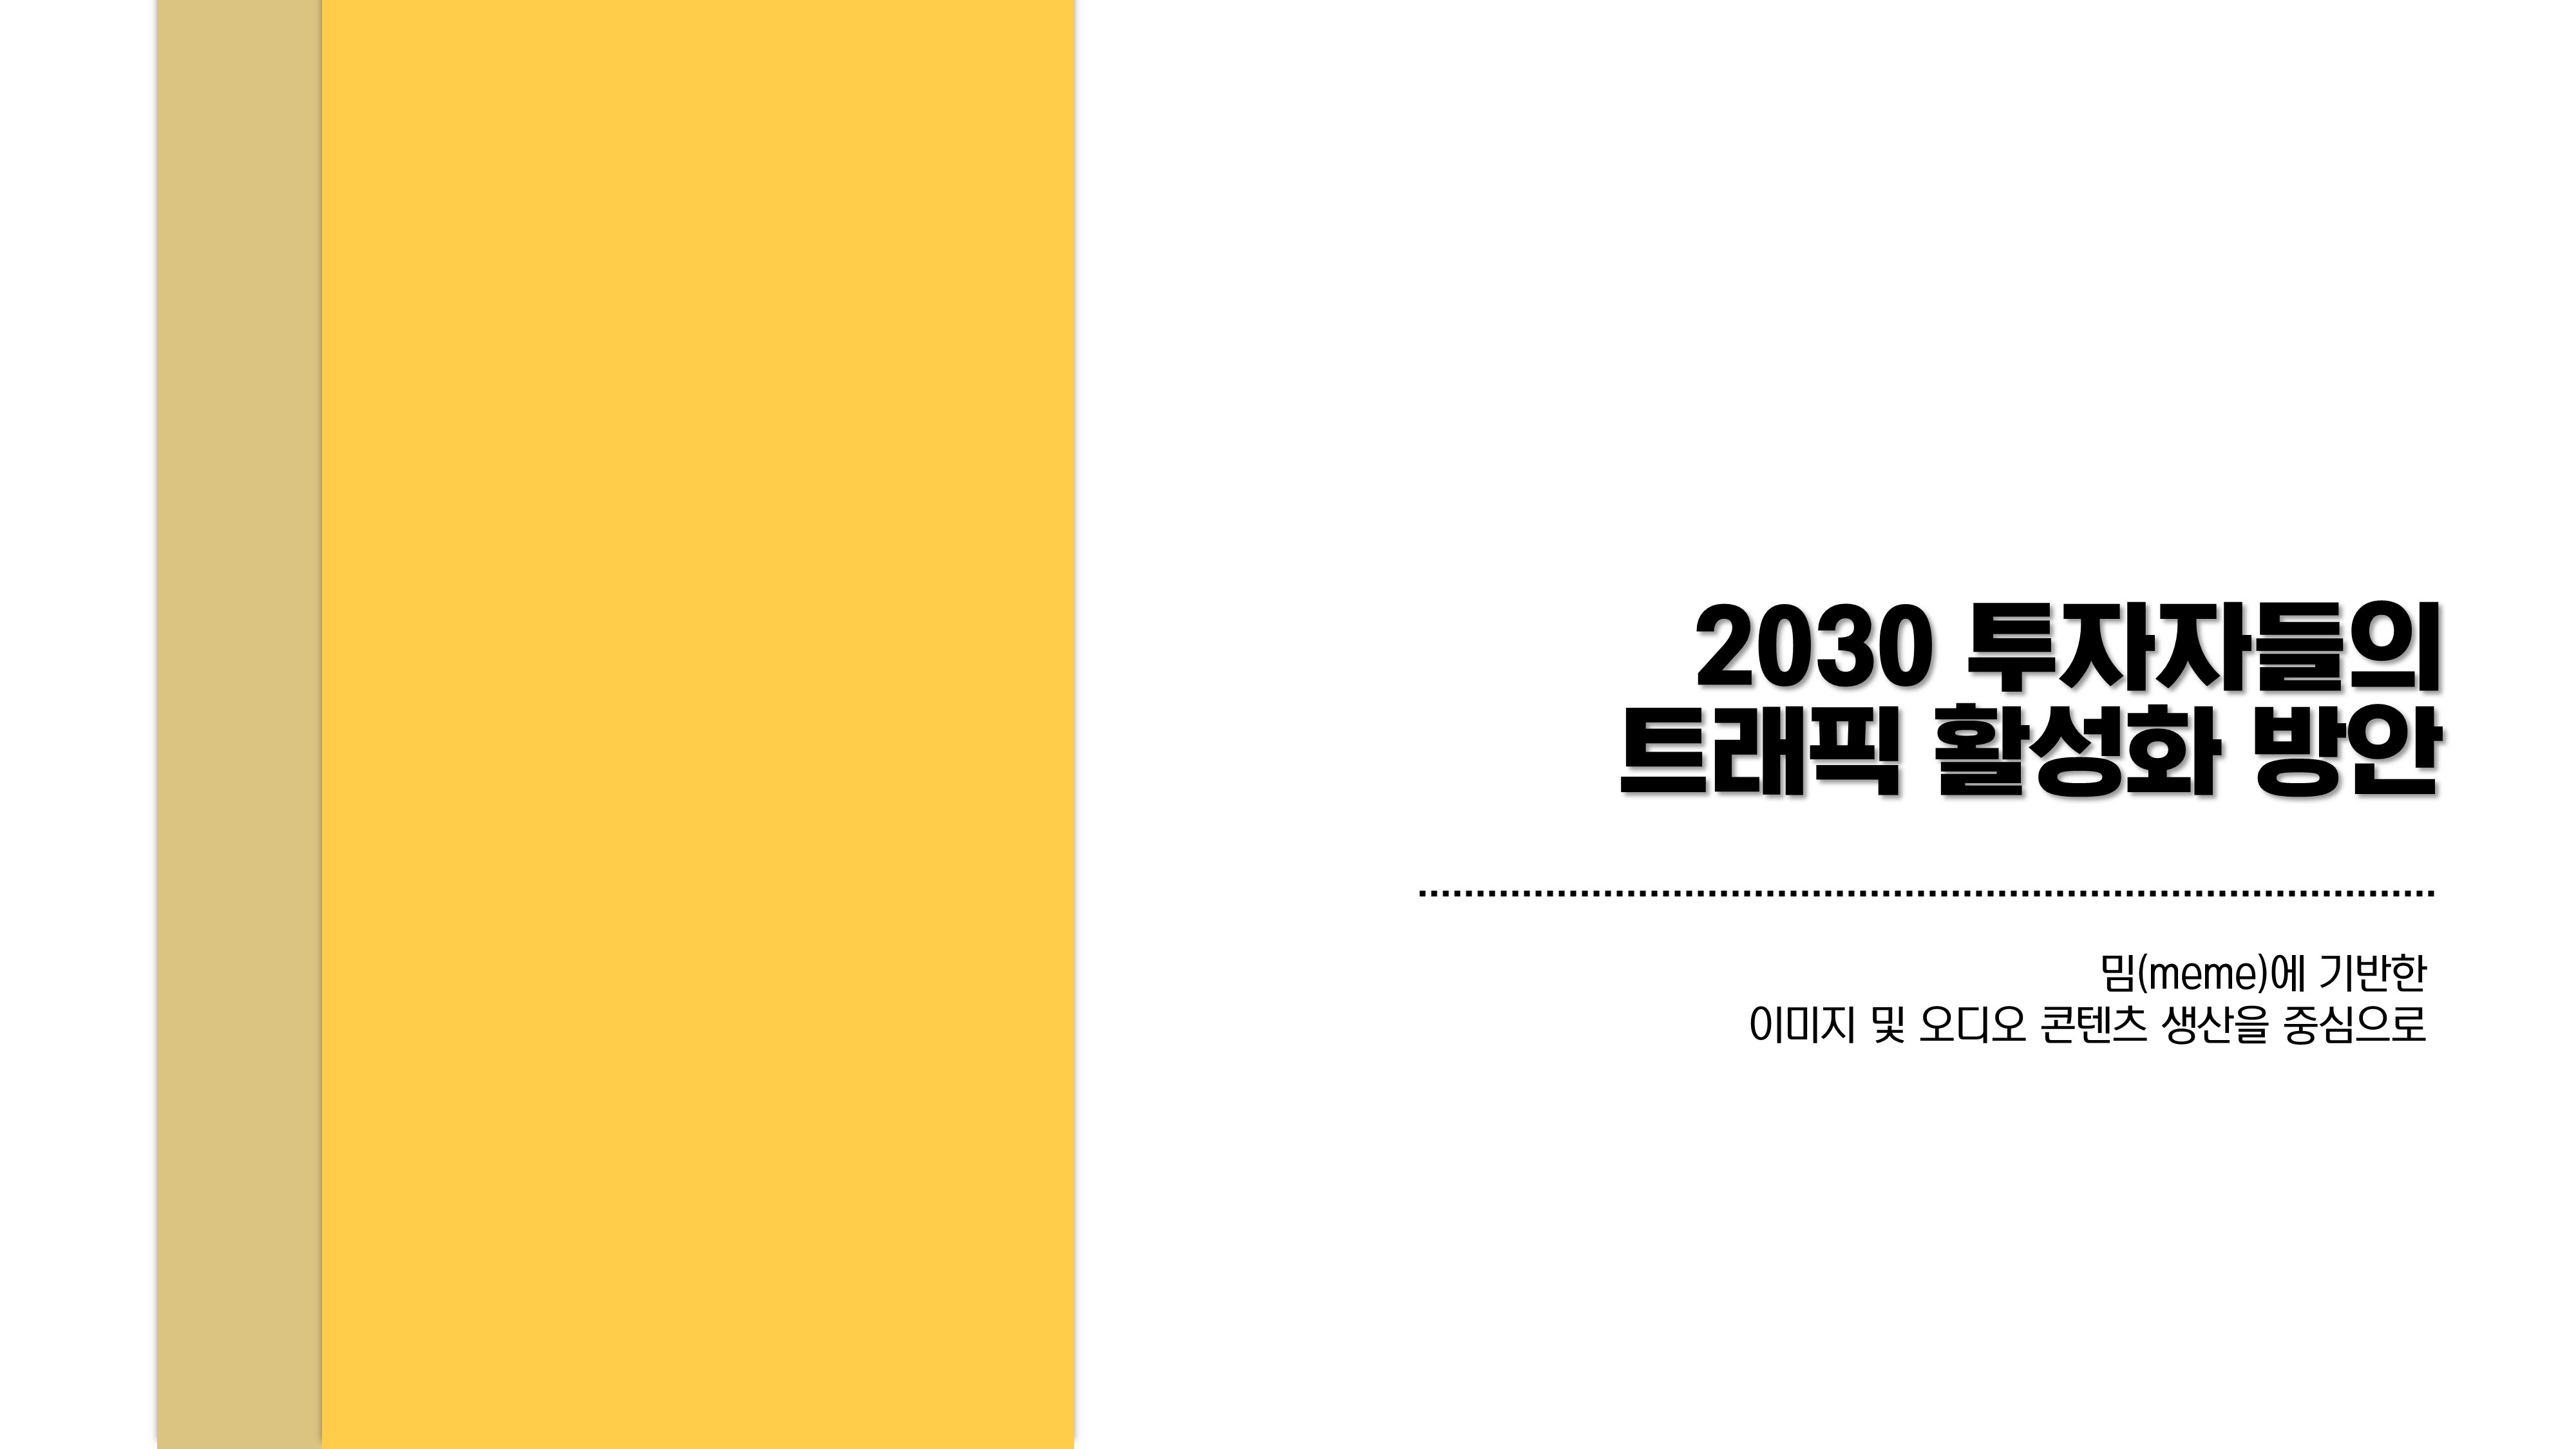 2030 투자자들의
트래픽 활성화 방안
밈(meme)에 기반한
이미지 및 오디오 콘텐츠 생산을 중심으로